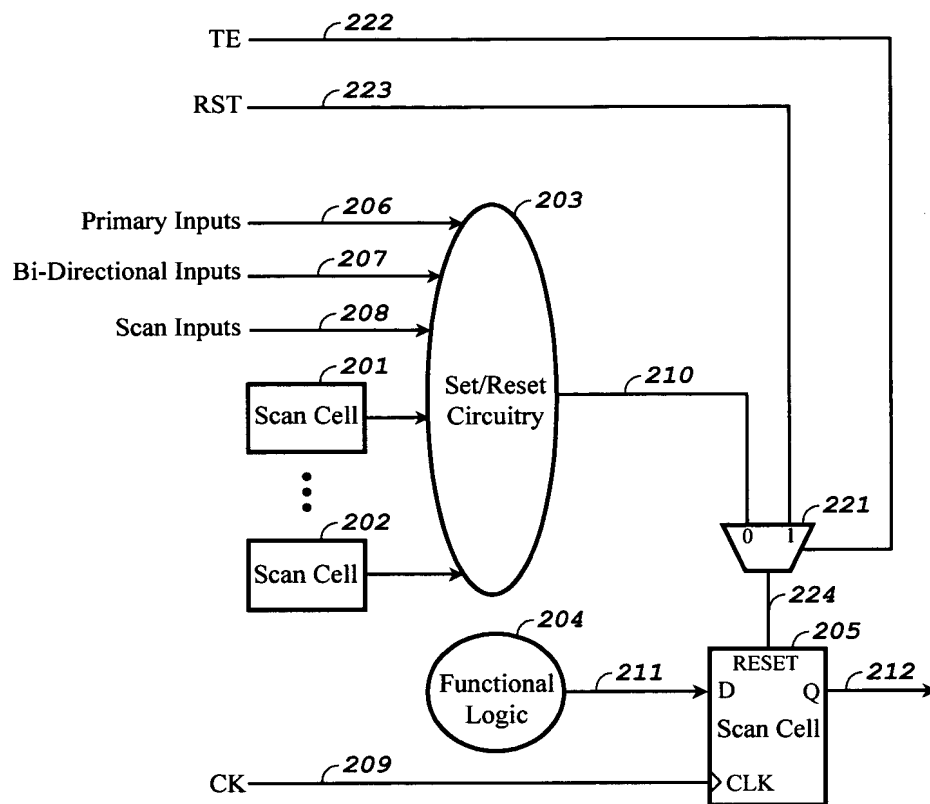 TE 222
RST 223
Primary Inputs 206
203
Bi-Directional Inputs 207
Scan Inputs 208
201
Scan Cell
Set/Reset
Circuitry
210
202
Scan Cell
0 1
221
224
204
Functional
Logic
211
205
RESET
D Q
Scan Cell
CLK
212
CK 209